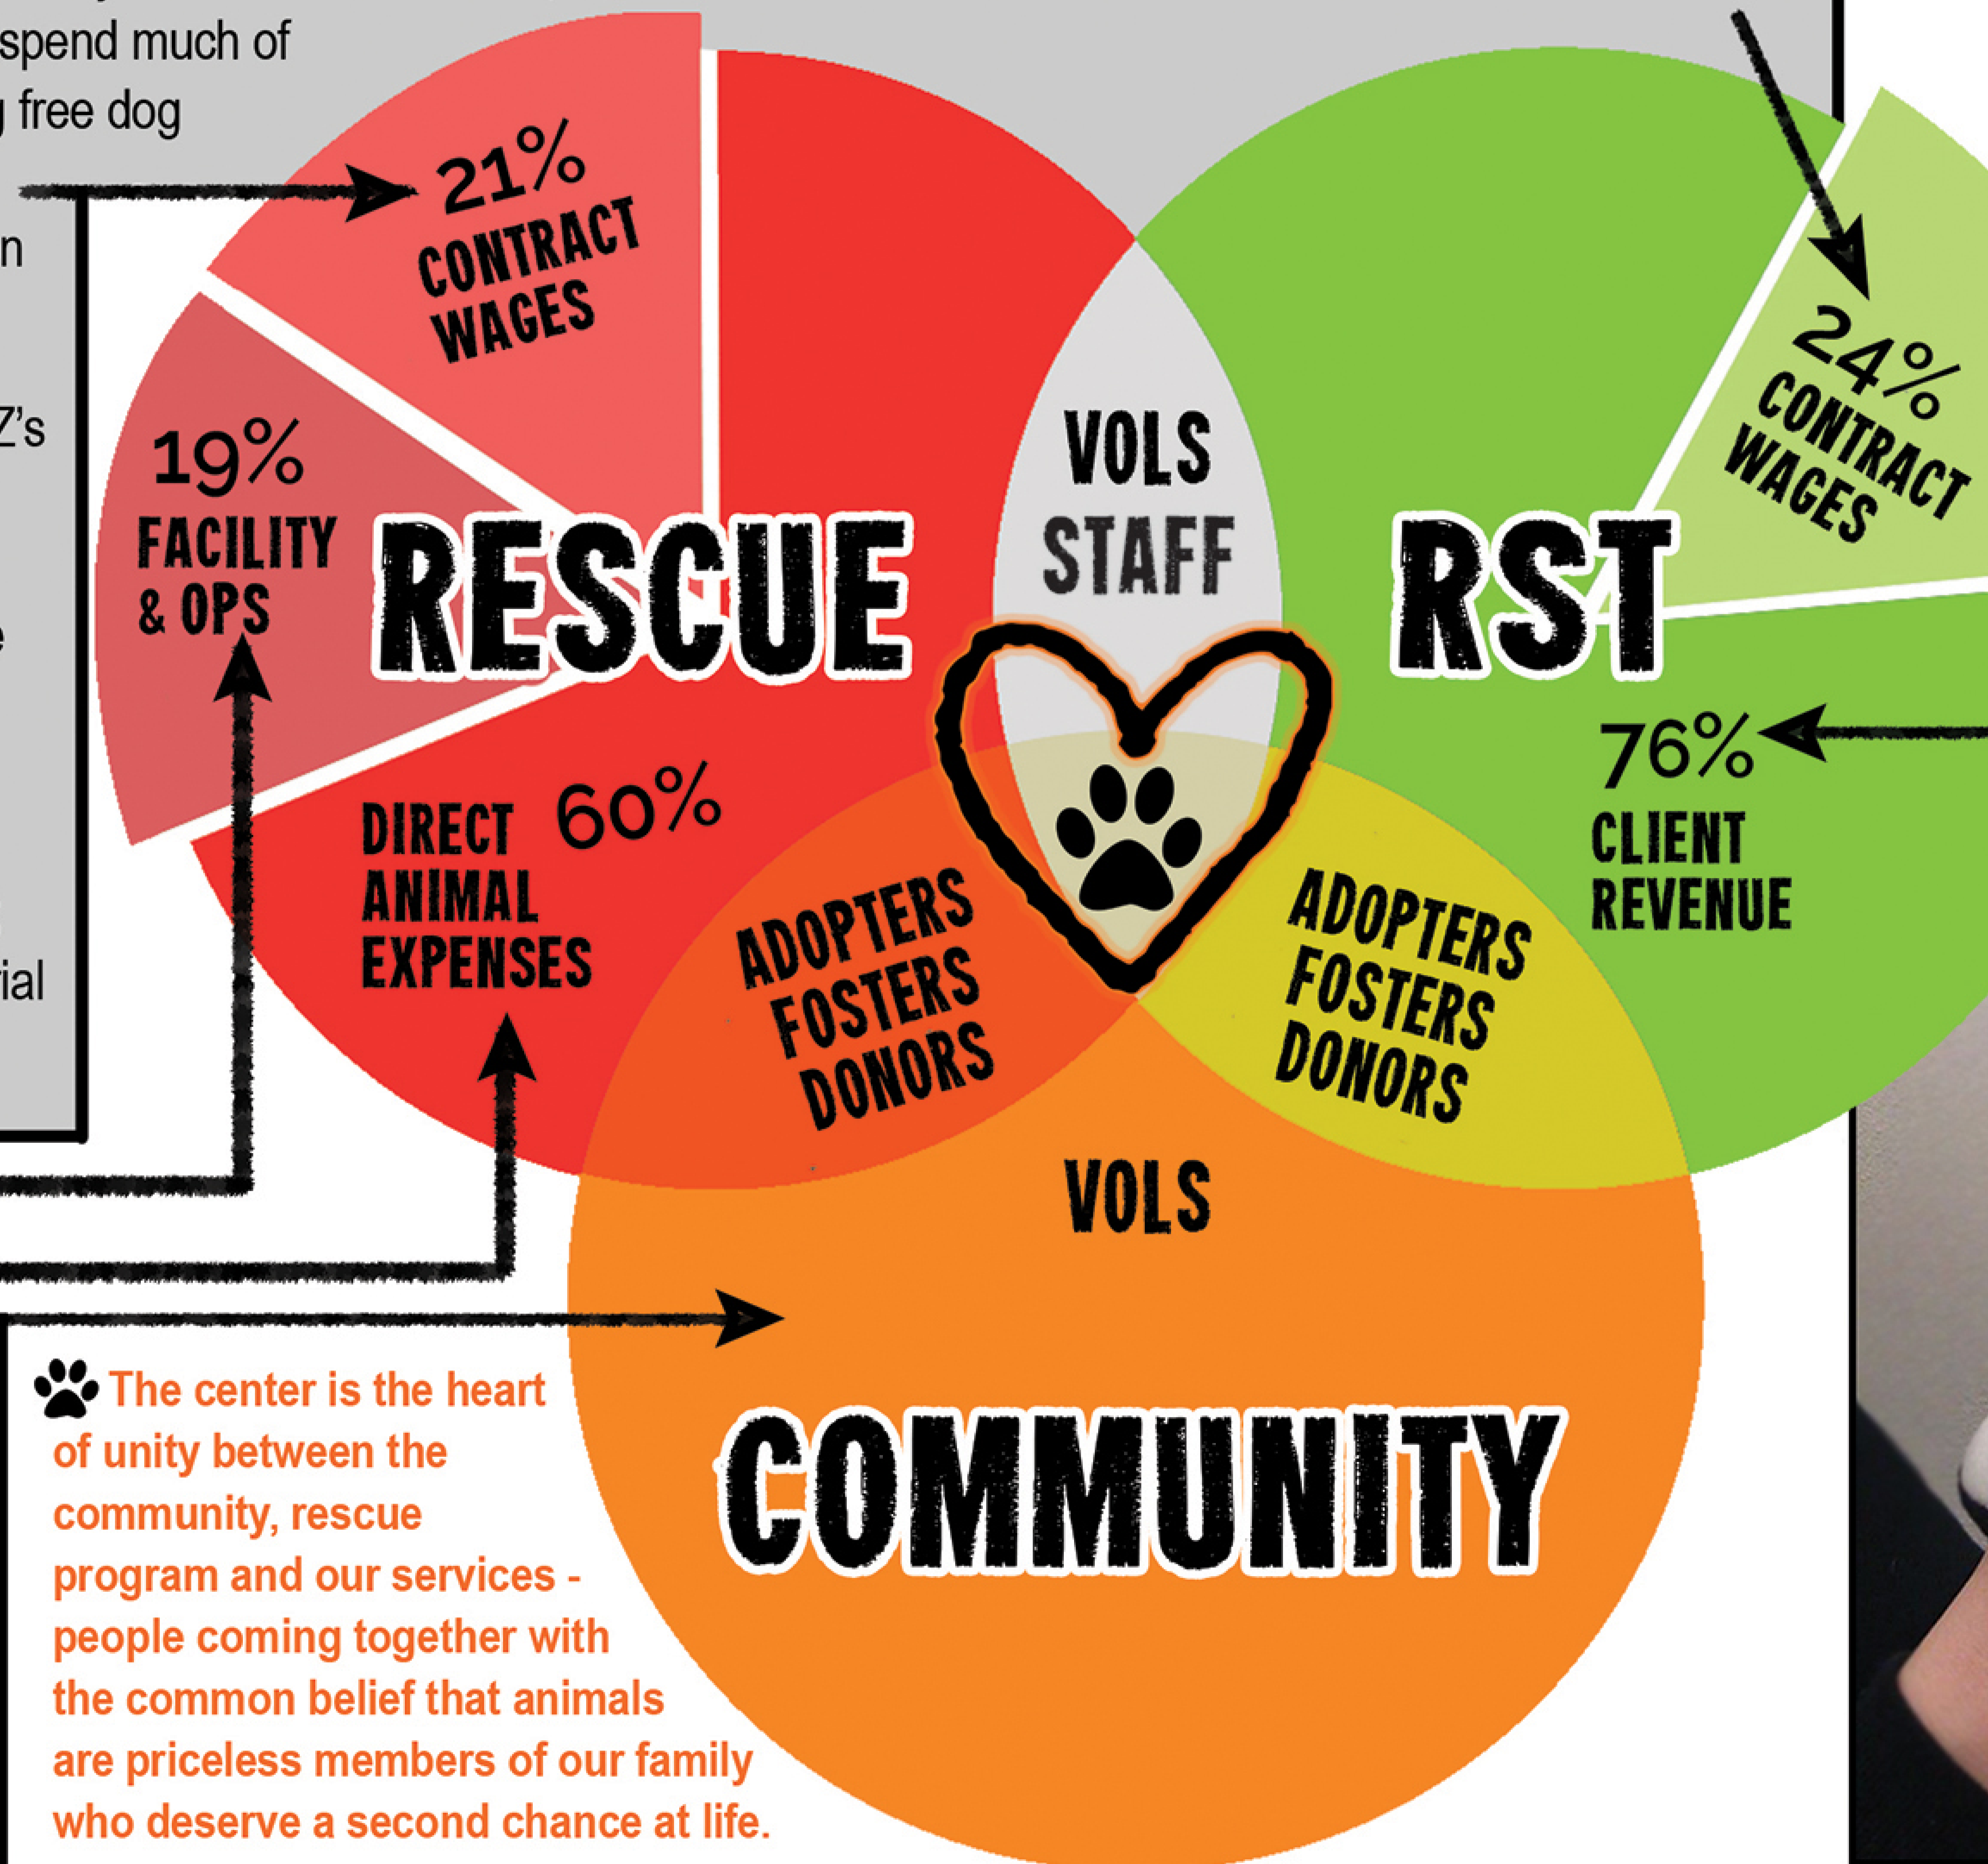 spend much of
free dog
n
Z's
ial
21%
CONTRACT
WAGES
19%
FACILITY
& OPS
RESCUE
DIRECT 60%
ANIMAL
EXPENSES
VOLS
STAFF
RST
24%
CONTRACT
WAGES
76%
CLIENT
REVENUE
ADOPTERS
FOSTERS
DONORS
ADOPTERS
FOSTERS
DONORS
VOLS
COMMUNITY
The center is the heart
of unity between the
community, rescue
program and our services -
people coming together with
the common belief that animals
are priceless members of our family
who deserve a second chance at life.